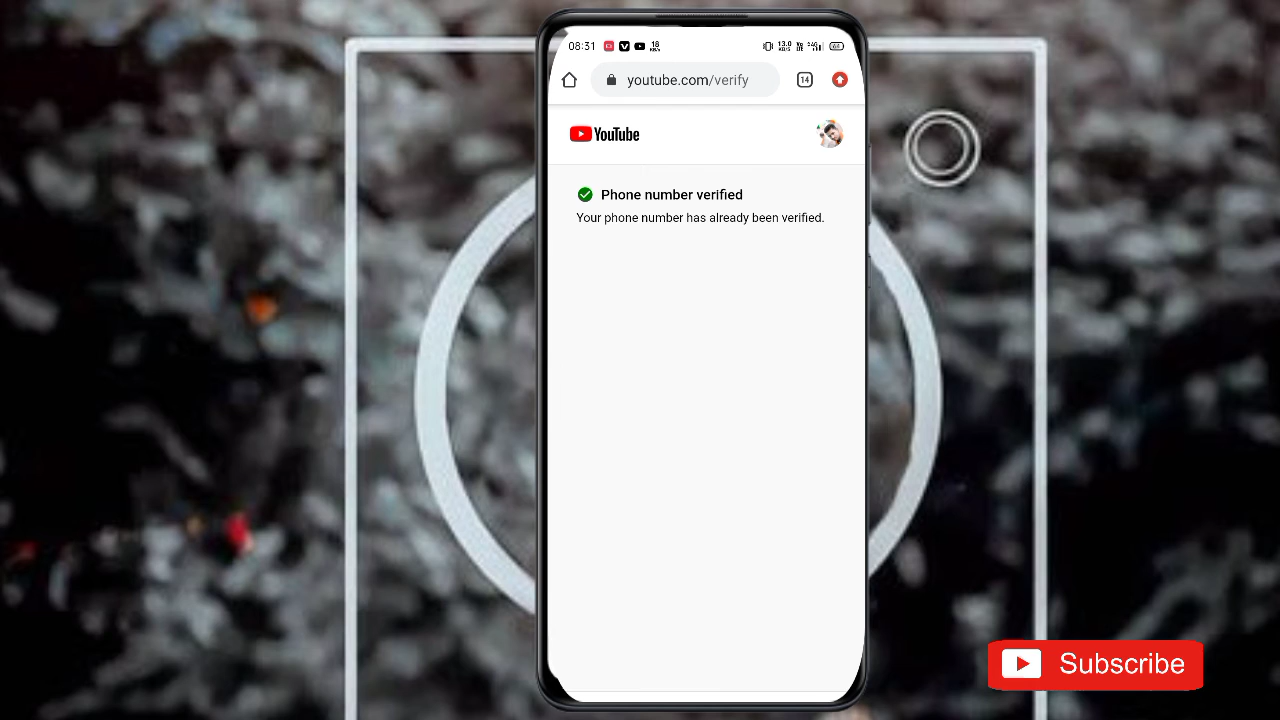 08:31
youtube.com/verify
14
YouTube
Phone number verified
Your phone number has already been verified.
Subscribe